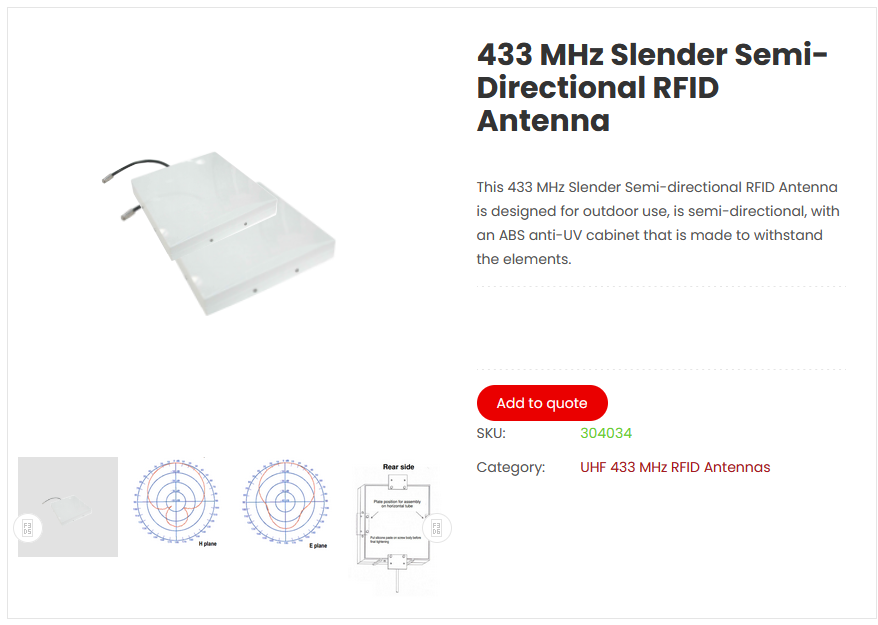 433 MHz Slender Semi-
Directional RFID
Antenna
This 433 MHz Slender Semi-directional RFID Antenna
is designed for outdoor use, is semi-directional, with
an ABS anti-UV cabinet that is made to withstand
the elements.
Add to quote
SKU: 304034
Category: UHF 433 MHz RFID Antennas
H plane
E plane
Rear side
Plate position for assembly
on horizontal tube